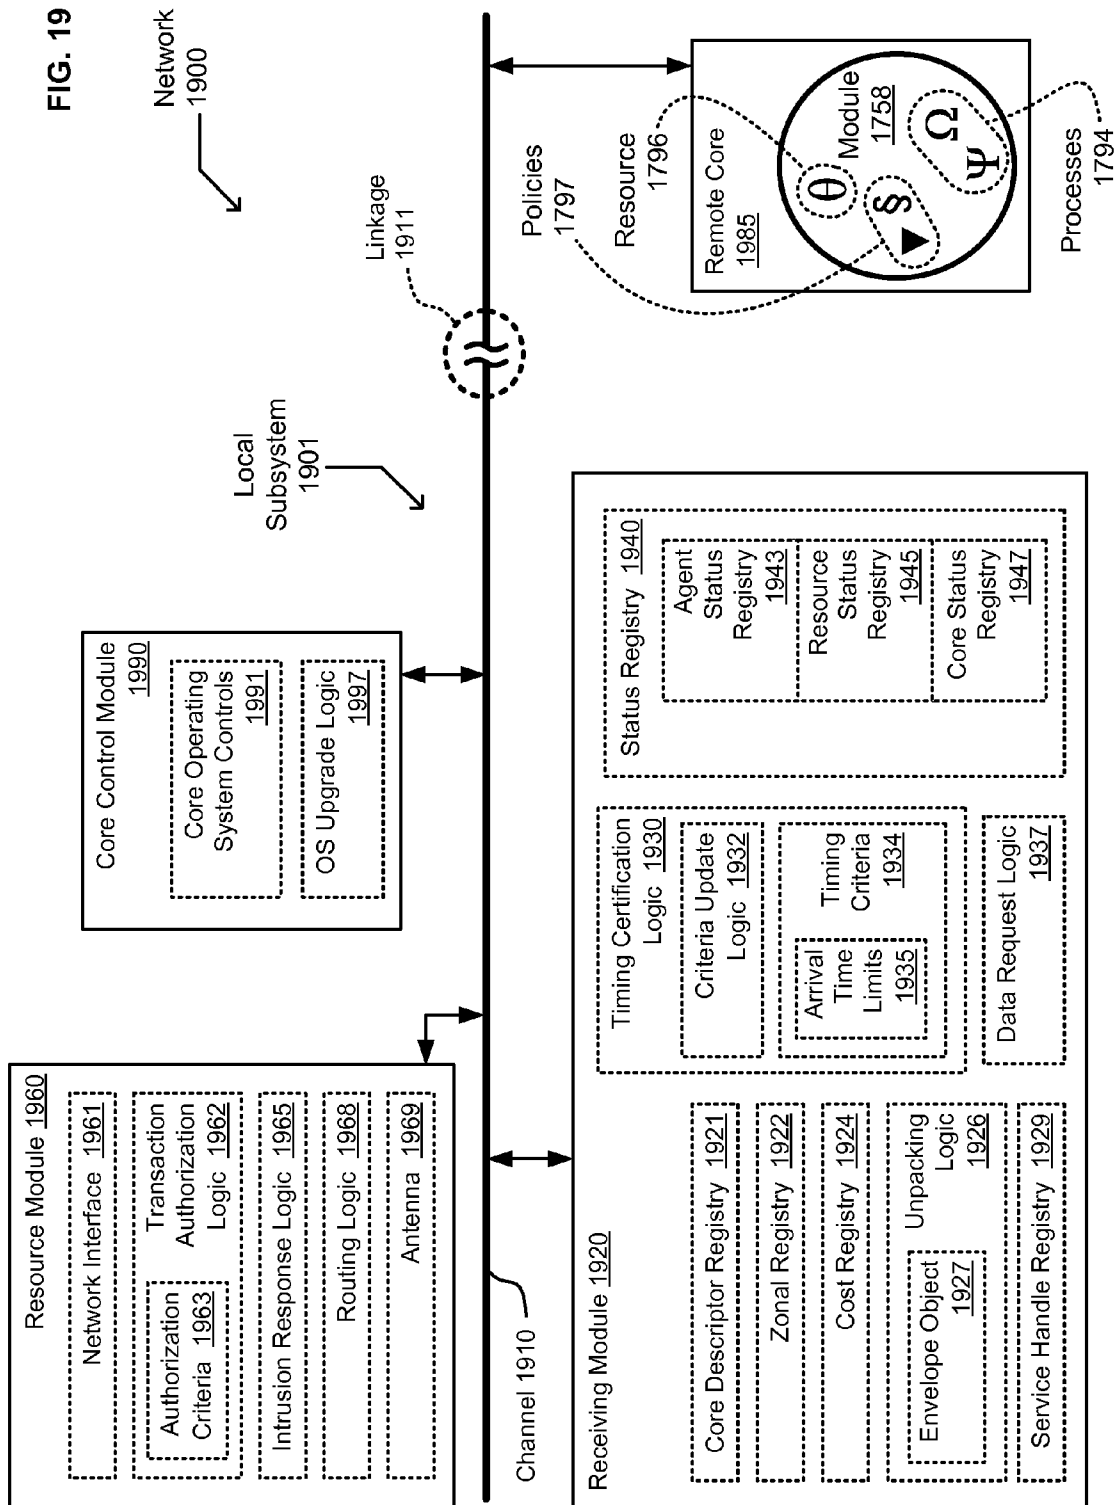 FIG. 19
Network
1900
Resource Module 1960
Network Interface 1961
Transaction
Authorization
Logic 1962
Authorization
Criteria 1963
Intrusion Response Logic 1965
Routing Logic 1968
Antenna 1969
Core Control Module
1990
Core Operating
System Controls
1991
OS Upgrade Logic
1997
Local
Subsystem
1901
Linkage
1911
Channel 1910
Receiving Module 1920
Core Descriptor Registry 1921
Zonal Registry 1922
Cost Registry 1924
Unpacking
Logic
1926
Envelope Object
1927
Service Handle Registry 1929
Timing Certification
Logic 1930
Criteria Update
Logic 1932
Timing
Criteria
1934
Arrival
Time
Limits
1935
Data Request Logic
1937
Status Registry 1940
Agent
Status
Registry
1943
Resource
Status
Registry
1945
Core Status
Registry
1947
Policies
1797
Resource
1796
Remote Core
1985
θ
Module
1758
▲ §
Ψ Ω
Processes
1794